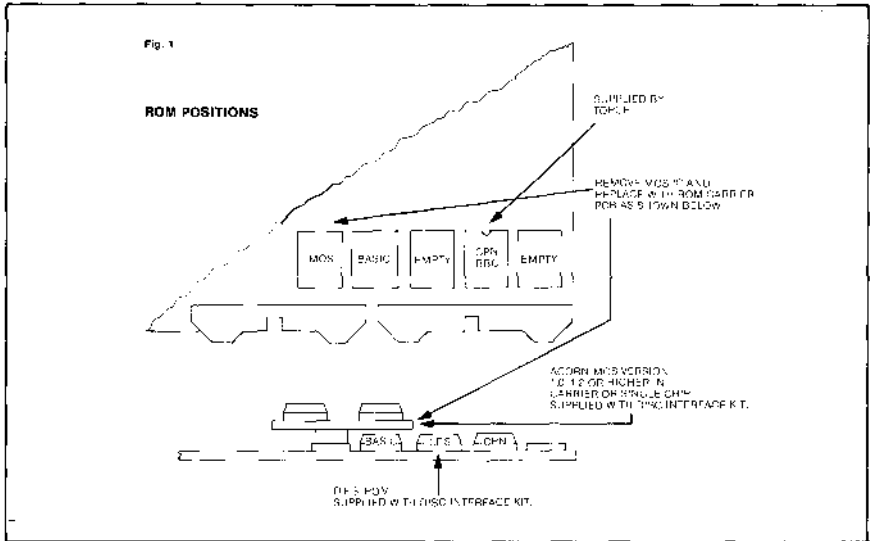 Fig. 1
ROM POSITIONS
SUPPLIED BY
TORCH
REMOVE MOS IC AND
REPLACE WITH ROM CARRIER
PCB AS SHOWN BELOW
MOS
BASIC
EMPTY
CPN
BBC
EMPTY
ACORN MOS VERSION
1.0, 1.2 OR HIGHER IN
CARRIER OR SINGLE CHIP
SUPPLIED WITH DISC INTERFACE KIT.
BASIC
DFS
CPN
D.F.S. ROM
SUPPLIED WITH DISC INTERFACE KIT.